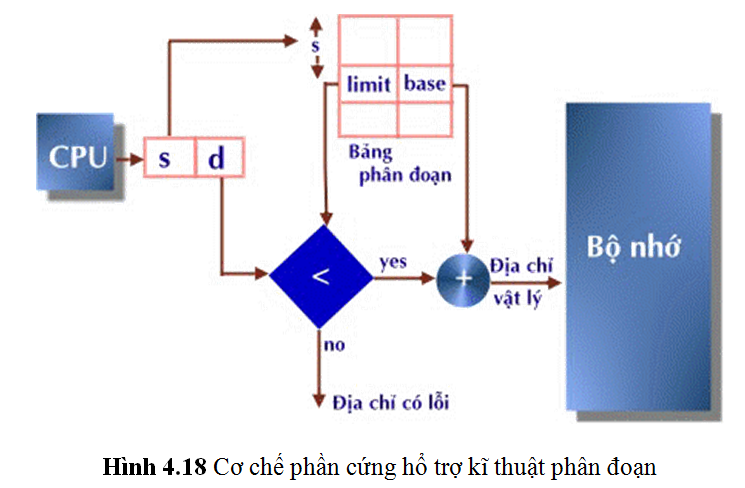 s
limit base
CPU
s d
Bảng
phân đoạn
<
yes
+
Địa chỉ
vật lý
Bộ nhớ
no
Địa chỉ có lỗi
Hình 4.18 Cơ chế phần cứng hổ trợ kĩ thuật phân đoạn